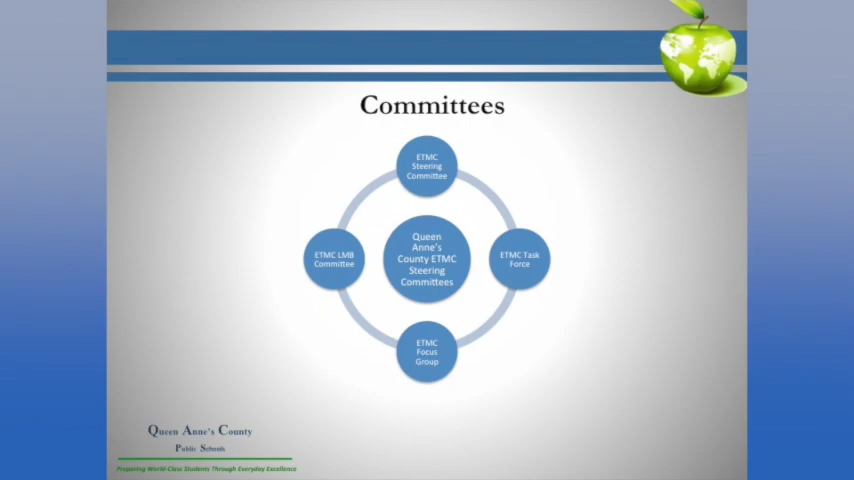 Committees
ETMC
Steering
Committee
ETMC LMB
Committee
Queen
Anne's
County ETMC
Steering
Committees
ETMC Task
Force
ETMC
Focus
Group
Queen Anne's County
Public Schools
Preparing World-Class Students Through Everyday Excellence